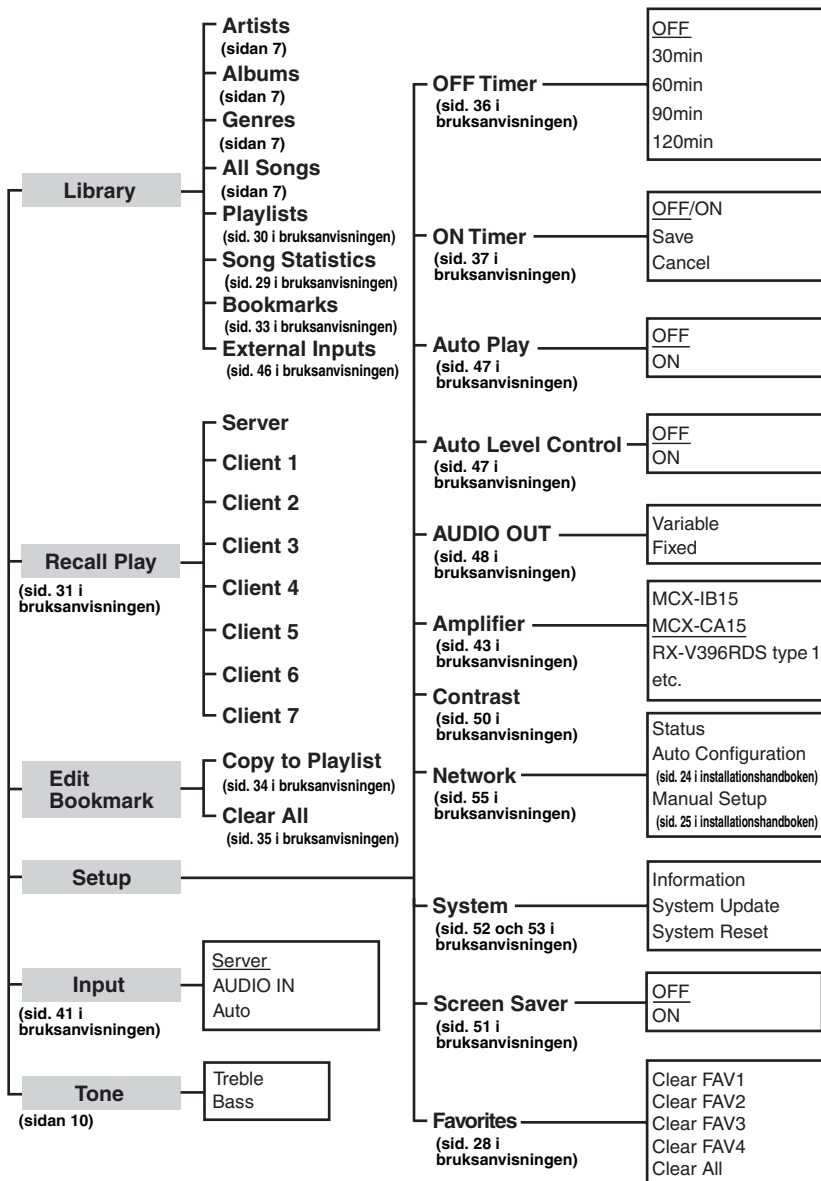 Library
Artists
(sidan 7)
Albums
(sidan 7)
Genres
(sidan 7)
All Songs
(sidan 7)
Playlists
(sid. 30 i bruksanvisningen)
Song Statistics
(sid. 29 i bruksanvisningen)
Bookmarks
(sid. 33 i bruksanvisningen)
External Inputs
(sid. 46 i bruksanvisningen)
Recall Play
(sid. 31 i
bruksanvisningen)
Server
Client 1
Client 2
Client 3
Client 4
Client 5
Client 6
Client 7
Edit
Bookmark
Copy to Playlist
(sid. 34 i bruksanvisningen)
Clear All
(sid. 35 i bruksanvisningen)
Setup
Input
(sid. 41 i
bruksanvisningen)
Server
AUDIO IN
Auto
Tone
(sidan 10)
Treble
Bass
OFF Timer
(sid. 36 i
bruksanvisningen)
OFF
30min
60min
90min
120min
ON Timer
(sid. 37 i
bruksanvisningen)
OFF/ON
Save
Cancel
Auto Play
(sid. 47 i
bruksanvisningen)
OFF
ON
Auto Level Control
(sid. 47 i
bruksanvisningen)
OFF
ON
AUDIO OUT
(sid. 48 i
bruksanvisningen)
Variable
Fixed
Amplifier
(sid. 43 i
bruksanvisningen)
MCX-IB15
MCX-CA15
RX-V396RDS type 1
etc.
Contrast
(sid. 50 i
bruksanvisningen)
Network
(sid. 55 i
bruksanvisningen)
Status
Auto Configuration
(sid. 24 i installationshandboken)
Manual Setup
(sid. 25 i installationshandboken)
System
(sid. 52 och 53 i
bruksanvisningen)
Information
System Update
System Reset
Screen Saver
(sid. 51 i
bruksanvisningen)
OFF
ON
Favorites
(sid. 28 i
bruksanvisningen)
Clear FAV1
Clear FAV2
Clear FAV3
Clear FAV4
Clear All